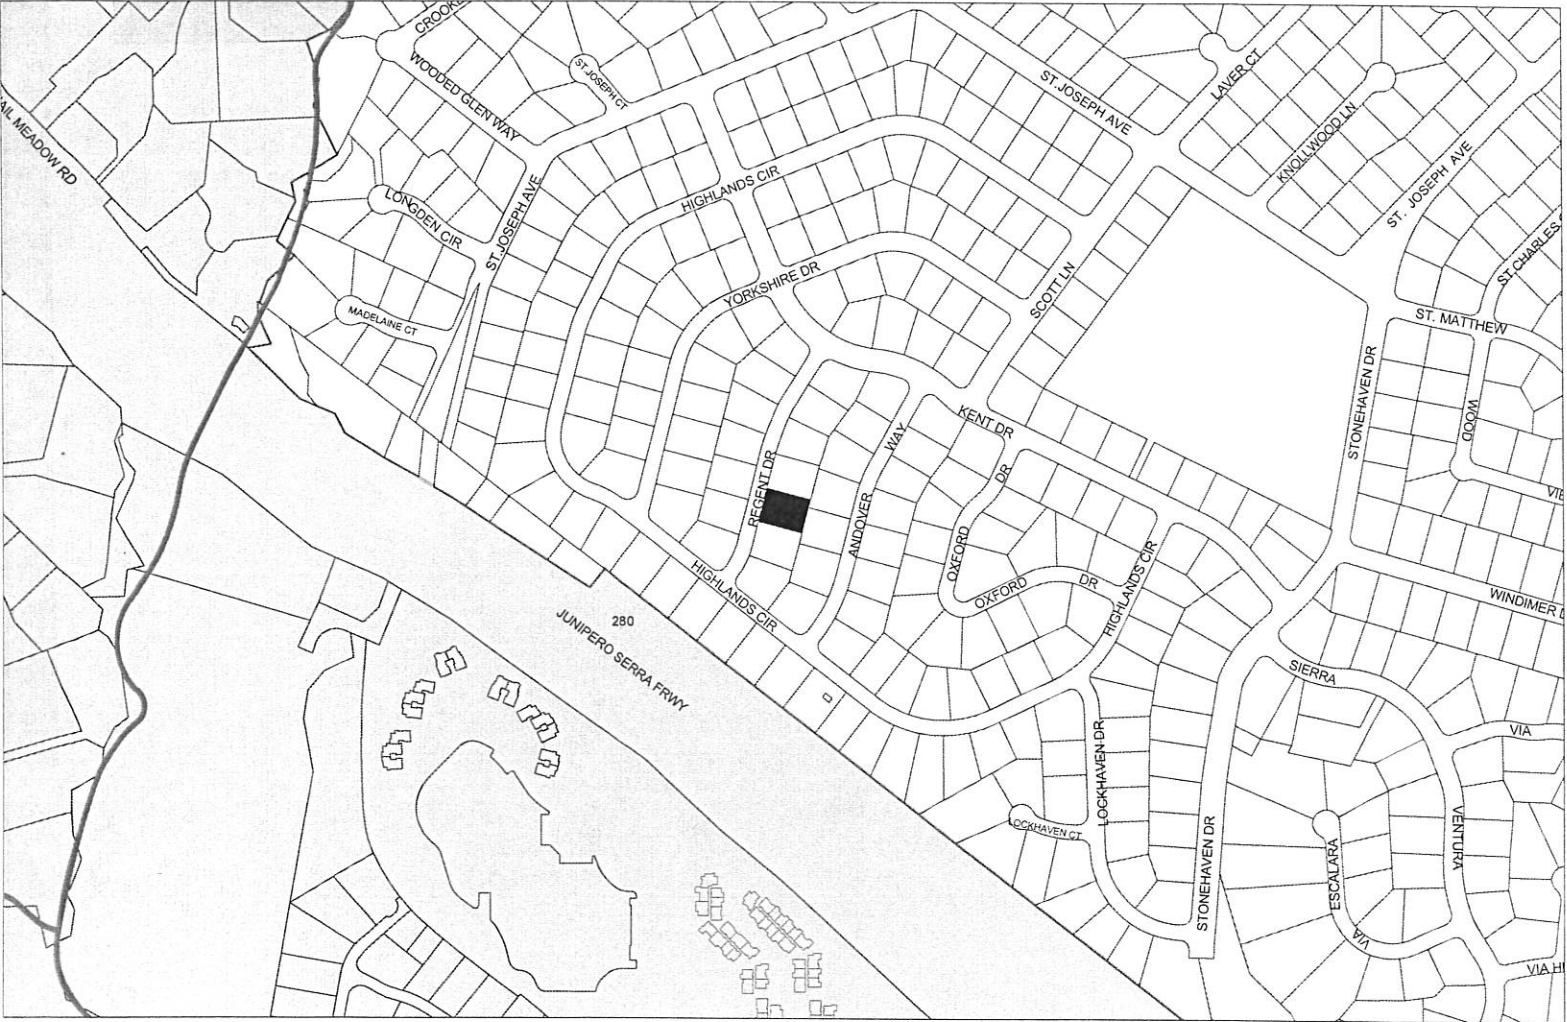 CROOKE
WOODED GLEN WAY
ST.JOSEPH CT
ST.JOSEPH AVE
LAVER CT
KNOLLWOOD LN
ST. JOSEPH AVE
AIL MEADOW RD
LONGDEN CIR
ST.JOSEPH AVE
HIGHLANDS CIR
ST.CHARLES
MADELAINE CT
YORKSHIRE DR
SCOTT LN
ST. MATTHEW
STONEHAVEN DR
WOOD
KENT DR
REGENT DR
ANDOVER WAY
OXFORD DR
VIE
OXFORD DR
HIGHLANDS CIR
HIGHLANDS CIR
WINDIMER D
280
JUNIPERO SERRA FRWY
SIERRA
VIA
LOCKHAVEN DR
LOCKHAVEN CT
STONEHAVEN DR
ESCALARA
VENTURA
VIA
VIA HI